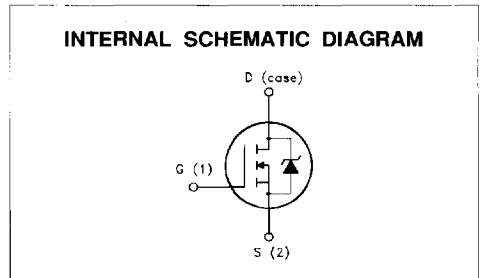 INTERNAL SCHEMATIC DIAGRAM
D (case)
G (1)
S (2)